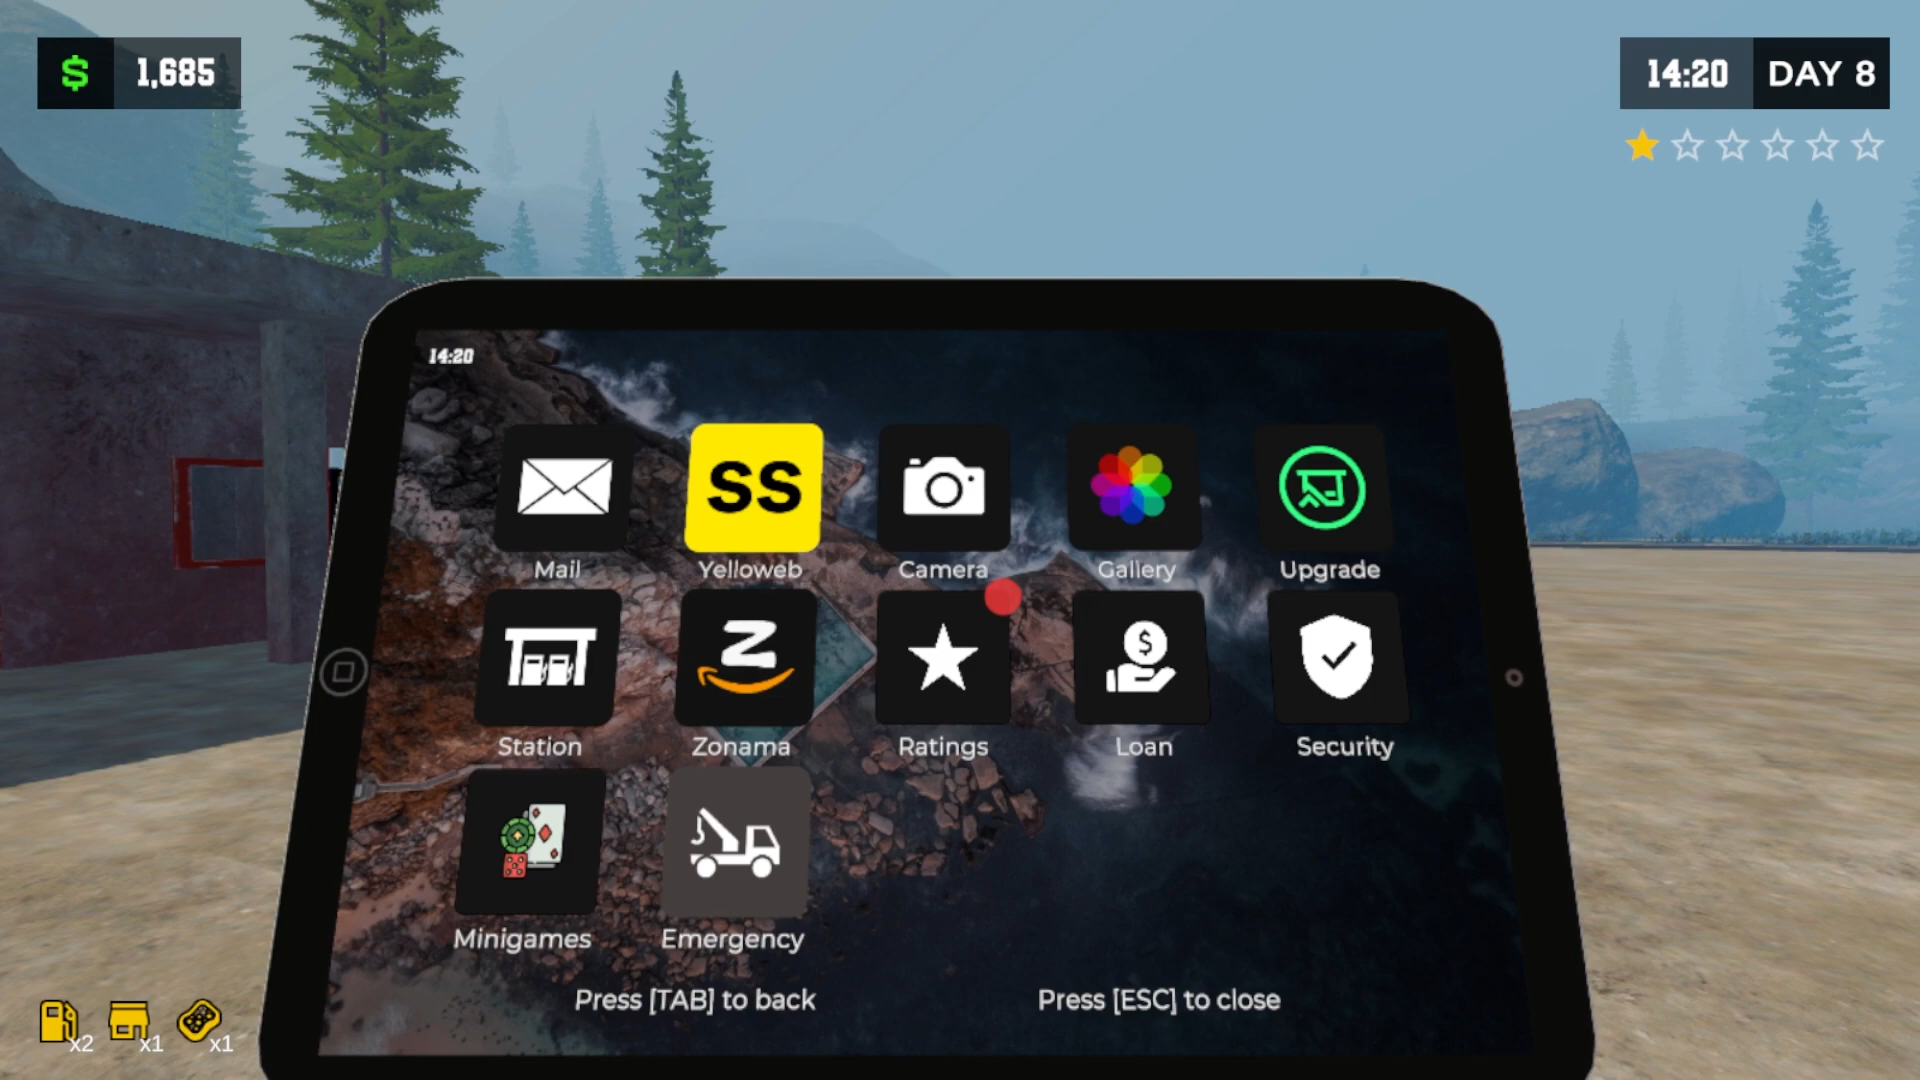 $ 1,685
14:20 DAY 8
14:20
SS
Mail Yelloweb Camera Gallery Upgrade
Z
$
Station Zonama Ratings Loan Security
Minigames Emergency
Press [TAB] to back Press [ESC] to close
x2 x1 x1